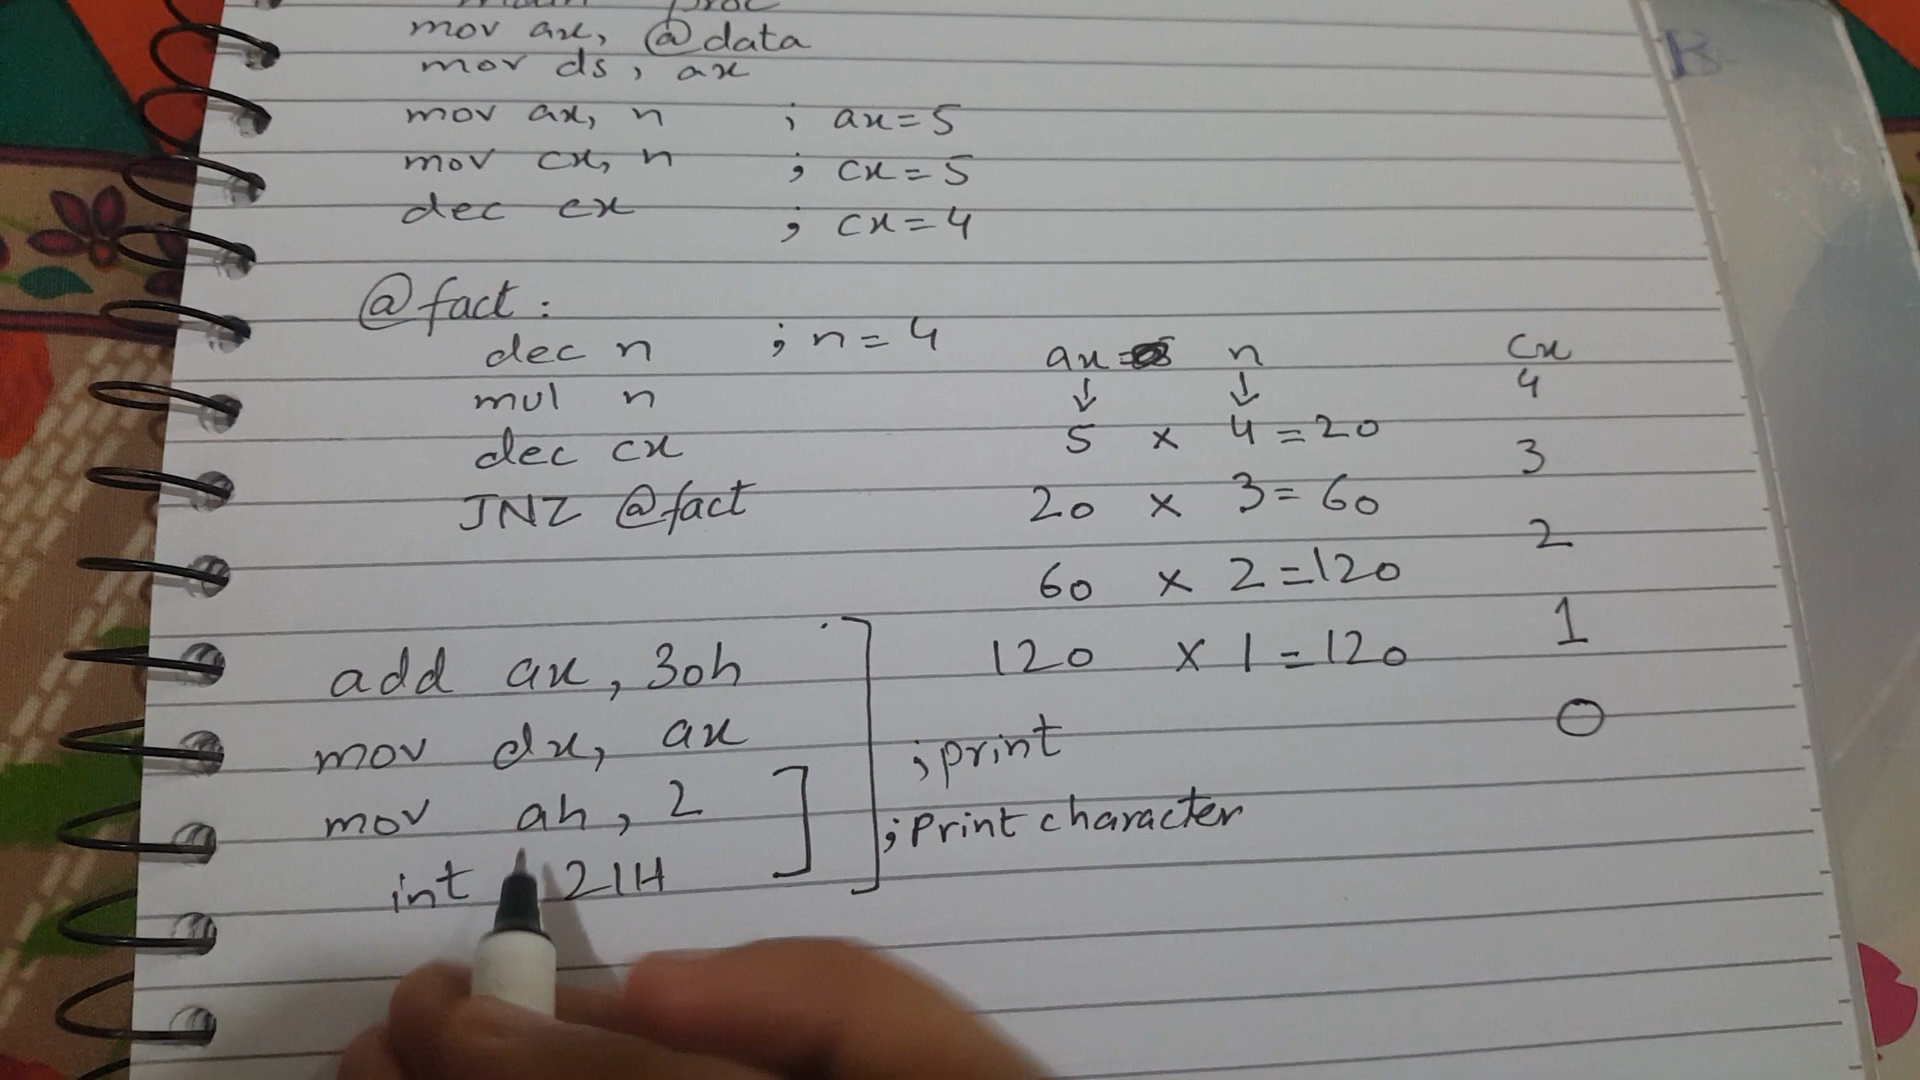 main proc
mov ax, @data
mov ds, ax
mov ax, n ; ax=5
mov cx, n ; cx=5
dec cx ; cx=4
@fact:
dec n ; n=4
mul n
dec cx
JNZ @fact
ax= n cx
↓ ↓ 4
5 x 4 =20
3
20 x 3=60
2
60 x 2=120
1
120 x 1=120
0
add ax, 30h
mov dx, ax ;print
mov ah, 2 ;Print character
int 21H